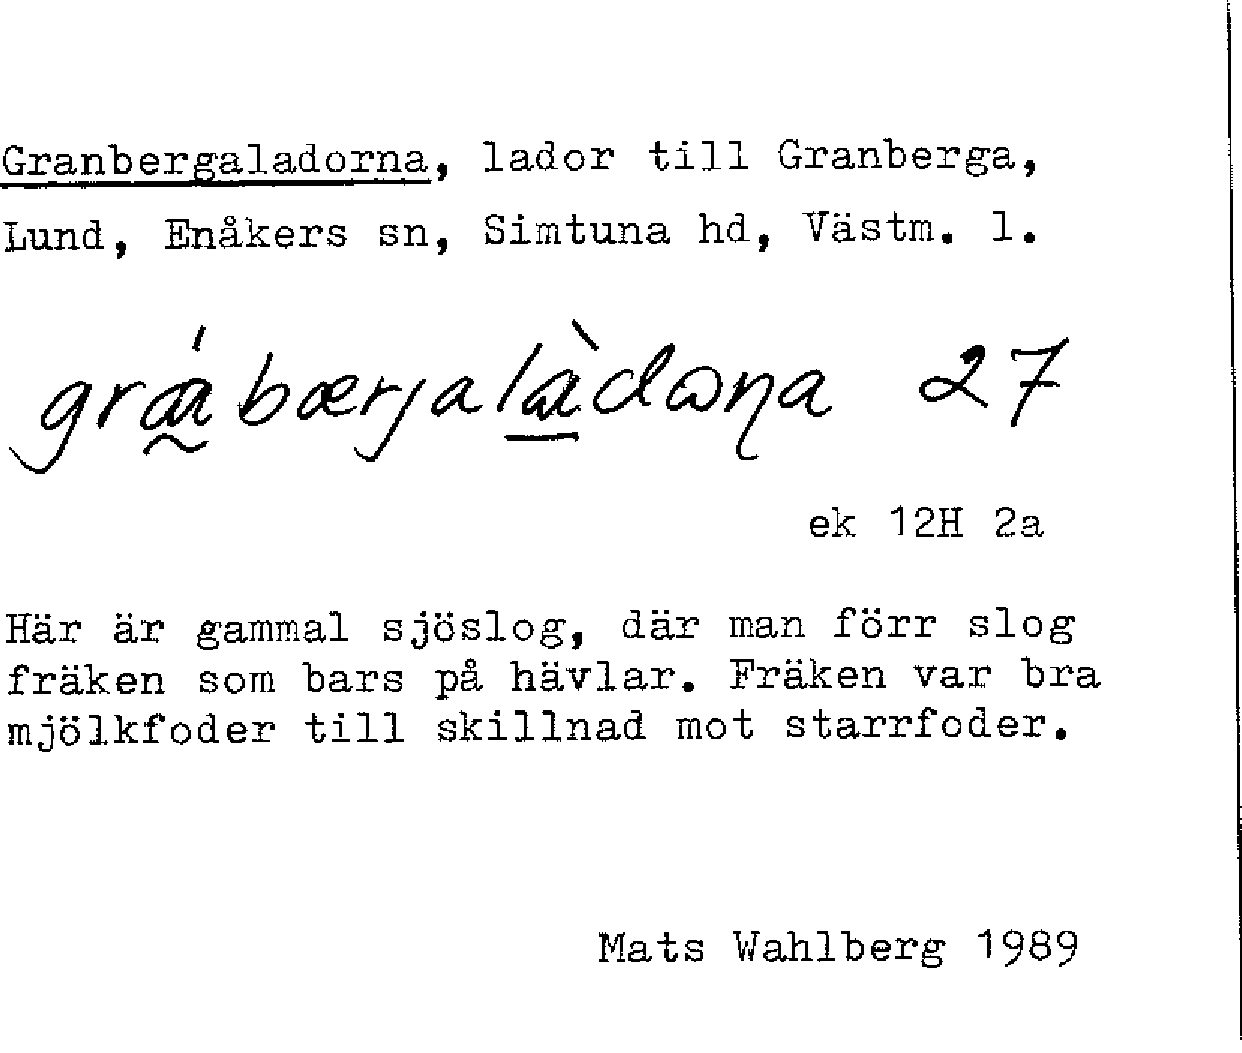 Granbergaladorna, lador till Granberga,
Lund, Enåkers sn, Simtuna hd, Västm. l.
27
ek 12H 2a
Här är gammal sjöslog, där man förr slog
fräken som bars på hävlar. Fräken var bra
mjölkfoder till skillnad mot starrfoder.
Mats Wahlberg 1989